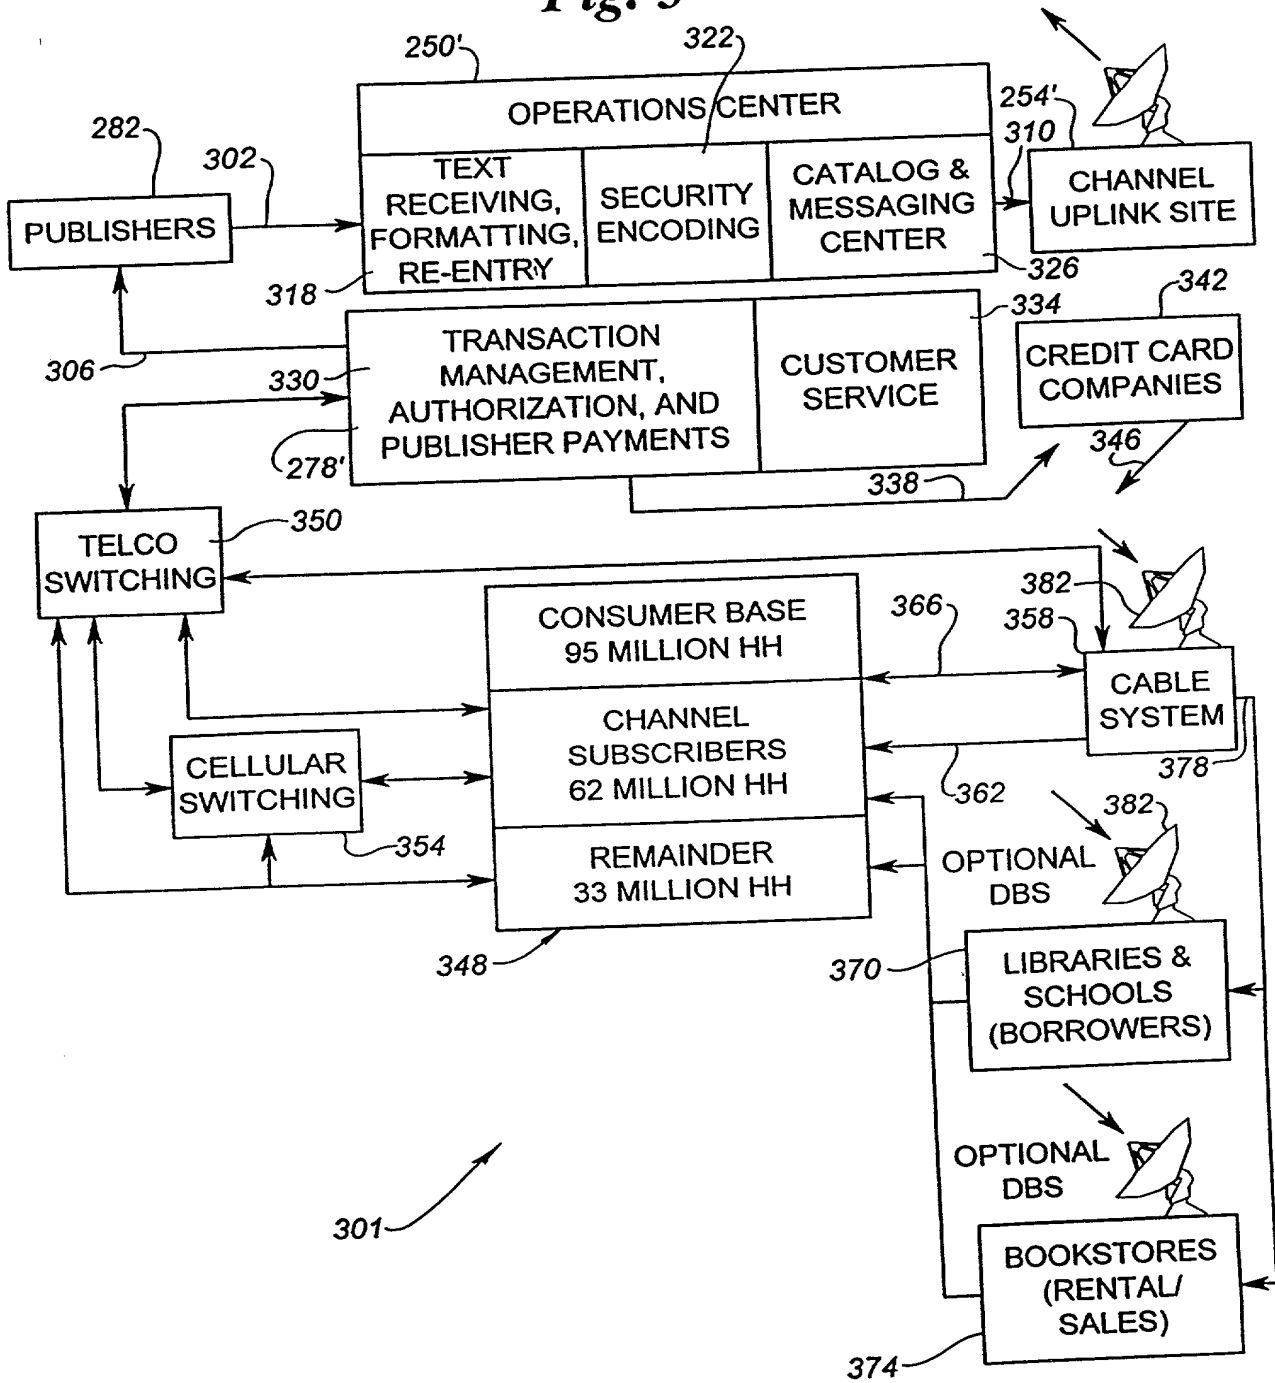 250'
322
OPERATIONS CENTER
254'
282
302
310
TEXT
RECEIVING,
FORMATTING,
RE-ENTRY
SECURITY
ENCODING
CATALOG &
MESSAGING
CENTER
CHANNEL
UPLINK SITE
PUBLISHERS
318
326
342
334
306
330
TRANSACTION
MANAGEMENT,
AUTHORIZATION, AND
PUBLISHER PAYMENTS
CUSTOMER
SERVICE
CREDIT CARD
COMPANIES
278'
346
338
350
TELCO
SWITCHING
382
358
CONSUMER BASE
95 MILLION HH
366
CABLE
SYSTEM
CHANNEL
SUBSCRIBERS
62 MILLION HH
CELLULAR
SWITCHING
378
362
382
354
REMAINDER
33 MILLION HH
OPTIONAL
DBS
348
370
LIBRARIES &
SCHOOLS
(BORROWERS)
OPTIONAL
DBS
301
BOOKSTORES
(RENTAL/
SALES)
374